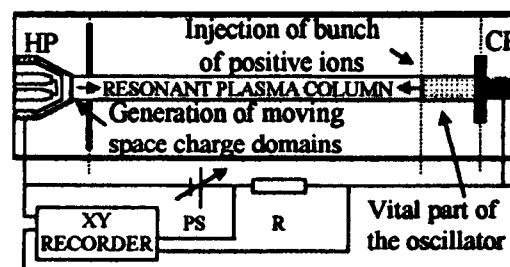 HP
Injection of bunch
of positive ions
RESONANT PLASMA COLUMN
Generation of moving
space charge domains
XY
RECORDER
PS
R
Vital part of
the oscillator